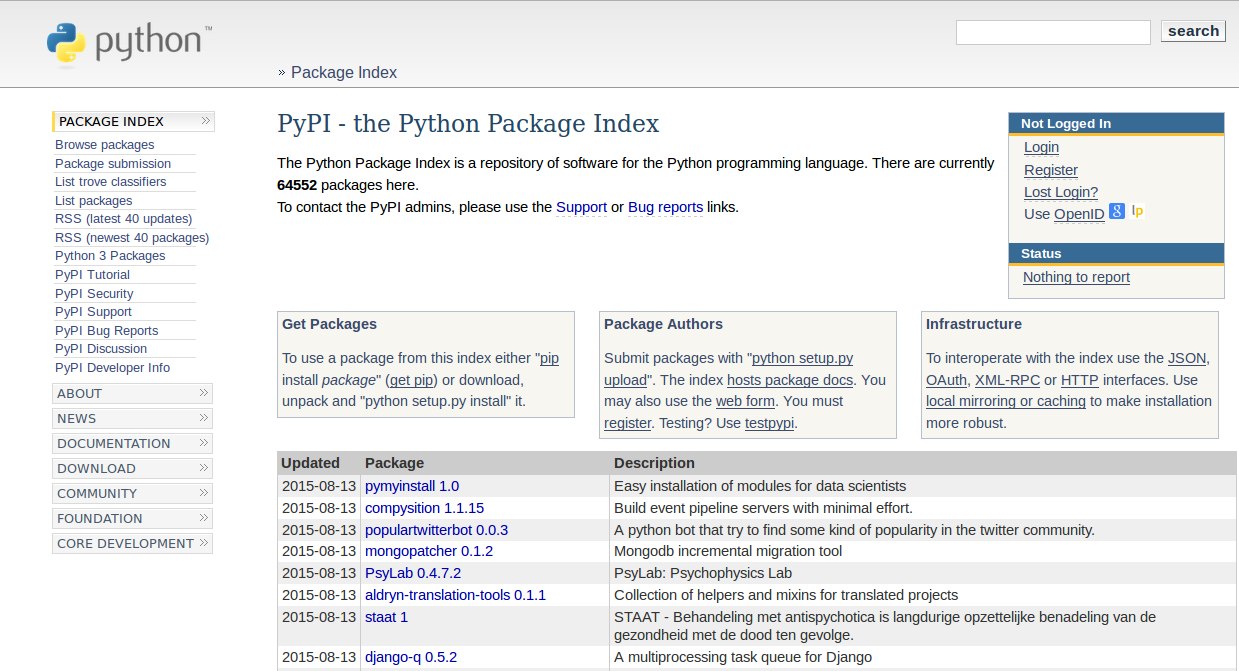 python™
search
» Package Index
PACKAGE INDEX »
Browse packages
Package submission
List trove classifiers
List packages
RSS (latest 40 updates)
RSS (newest 40 packages)
Python 3 Packages
PyPI Tutorial
PyPI Security
PyPI Support
PyPI Bug Reports
PyPI Discussion
PyPI Developer Info
ABOUT »
NEWS »
DOCUMENTATION »
DOWNLOAD »
COMMUNITY »
FOUNDATION »
CORE DEVELOPMENT »
PyPI - the Python Package Index
The Python Package Index is a repository of software for the Python programming language. There are currently
64552 packages here.
To contact the PyPI admins, please use the Support or Bug reports links.
Not Logged In
Login
Register
Lost Login?
Use OpenID 8 lp
Status
Nothing to report
Get Packages
To use a package from this index either "pip
install package" (get pip) or download,
unpack and "python setup.py install" it.
Package Authors
Submit packages with "python setup.py
upload". The index hosts package docs. You
may also use the web form. You must
register. Testing? Use testpypi.
Infrastructure
To interoperate with the index use the JSON,
OAuth, XML-RPC or HTTP interfaces. Use
local mirroring or caching to make installation
more robust.
Updated Package Description
2015-08-13 pymyinstall 1.0 Easy installation of modules for data scientists
2015-08-13 compysition 1.1.15 Build event pipeline servers with minimal effort.
2015-08-13 populartwitterbot 0.0.3 A python bot that try to find some kind of popularity in the twitter community.
2015-08-13 mongopatcher 0.1.2 Mongodb incremental migration tool
2015-08-13 PsyLab 0.4.7.2 PsyLab: Psychophysics Lab
2015-08-13 aldryn-translation-tools 0.1.1 Collection of helpers and mixins for translated projects
2015-08-13 staat 1 STAAT - Behandeling met antispychotica is langdurige opzettelijke benadeling van de
gezondheid met de dood ten gevolge.
2015-08-13 django-q 0.5.2 A multiprocessing task queue for Django